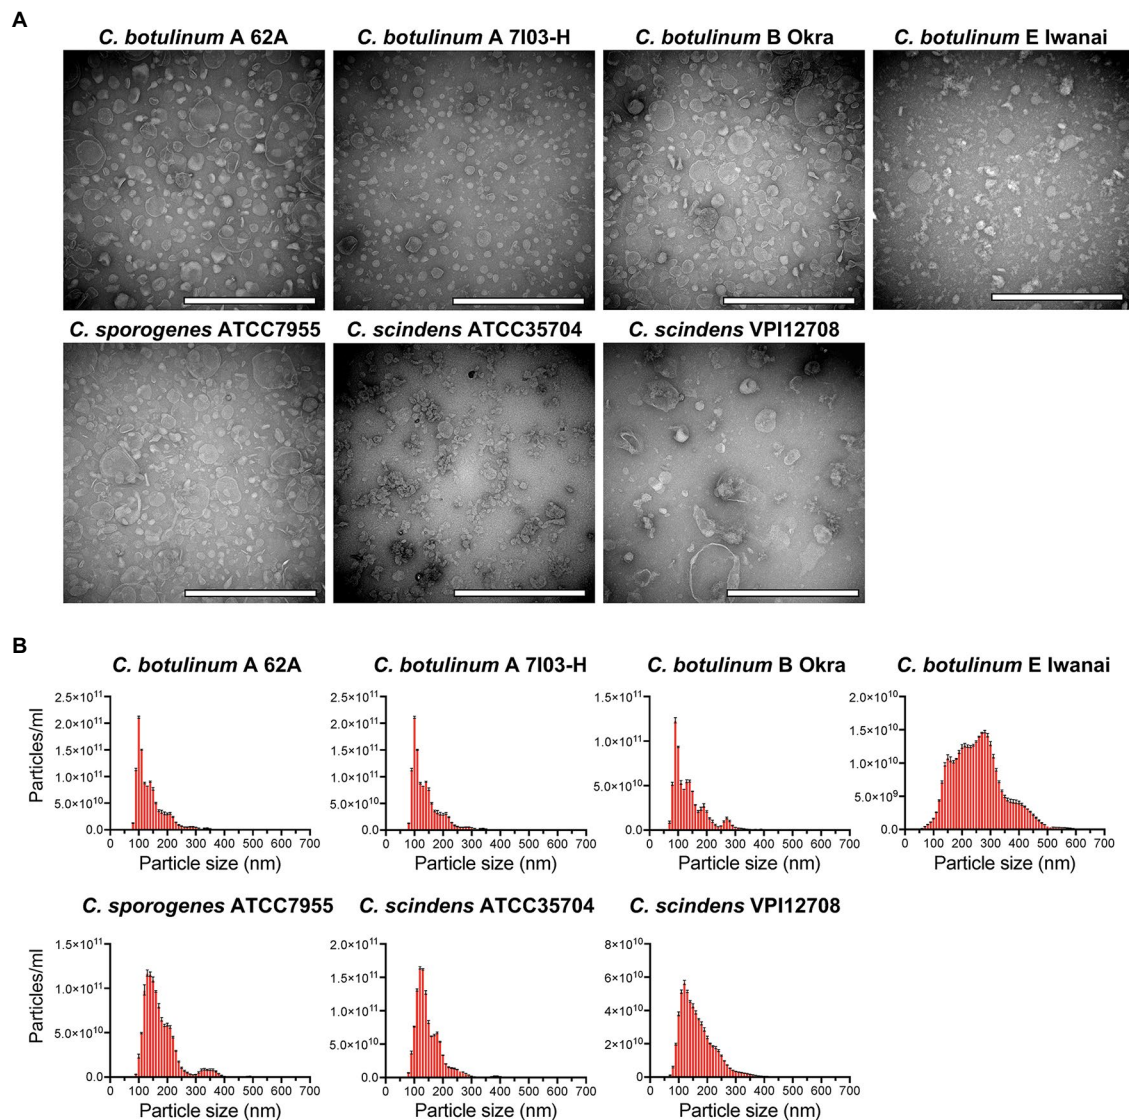 A
C. botulinum A 62A
C. botulinum A 7I03-H
C. botulinum B Okra
C. botulinum E Iwanai
C. sporogenes ATCC7955
C. scindens ATCC35704
C. scindens VPI12708
B
C. botulinum A 62A
Particles/ml
2.5×10¹¹
2.0×10¹¹
1.5×10¹¹
1.0×10¹¹
5.0×10¹⁰
0.0
0 100 200 300 400 500 600 700
Particle size (nm)
C. botulinum A 7I03-H
2.5×10¹¹
2.0×10¹¹
1.5×10¹¹
1.0×10¹¹
5.0×10¹⁰
0.0
0 100 200 300 400 500 600 700
Particle size (nm)
C. botulinum B Okra
1.5×10¹¹
1.0×10¹¹
5.0×10¹⁰
0.0
0 100 200 300 400 500 600 700
Particle size (nm)
C. botulinum E Iwanai
2.0×10¹⁰
1.5×10¹⁰
1.0×10¹⁰
5.0×10⁹
0.0
0 100 200 300 400 500 600 700
Particle size (nm)
C. sporogenes ATCC7955
Particles/ml
1.5×10¹¹
1.0×10¹¹
5.0×10¹⁰
0.0
0 100 200 300 400 500 600 700
Particle size (nm)
C. scindens ATCC35704
2.0×10¹¹
1.5×10¹¹
1.0×10¹¹
5.0×10¹⁰
0.0
0 100 200 300 400 500 600 700
Particle size (nm)
C. scindens VPI12708
8×10¹⁰
6×10¹⁰
4×10¹⁰
2×10¹⁰
0
0 100 200 300 400 500 600 700
Particle size (nm)